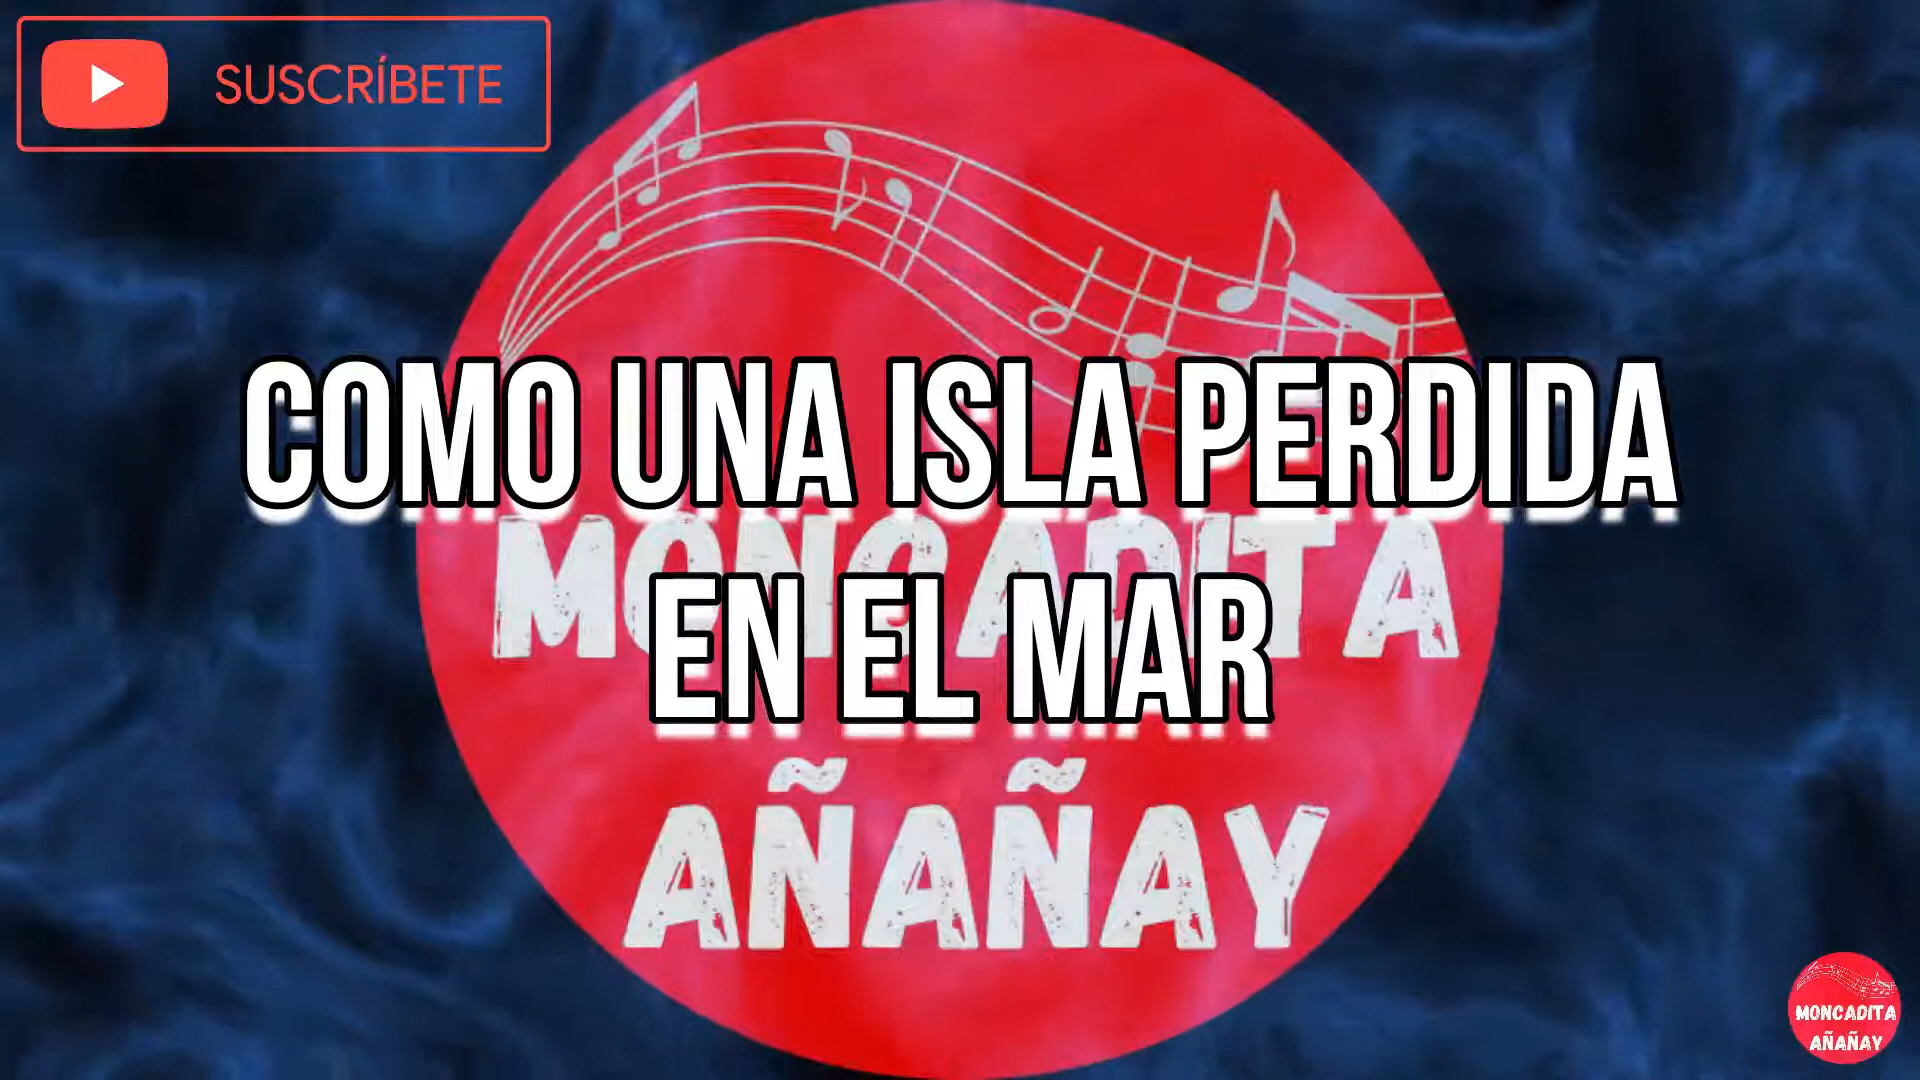 SUSCRÍBETE
COMO UNA ISLA PERDIDA
MONCADITA
EN EL MAR
AÑAÑAY
MONCADITA
AÑAÑAY